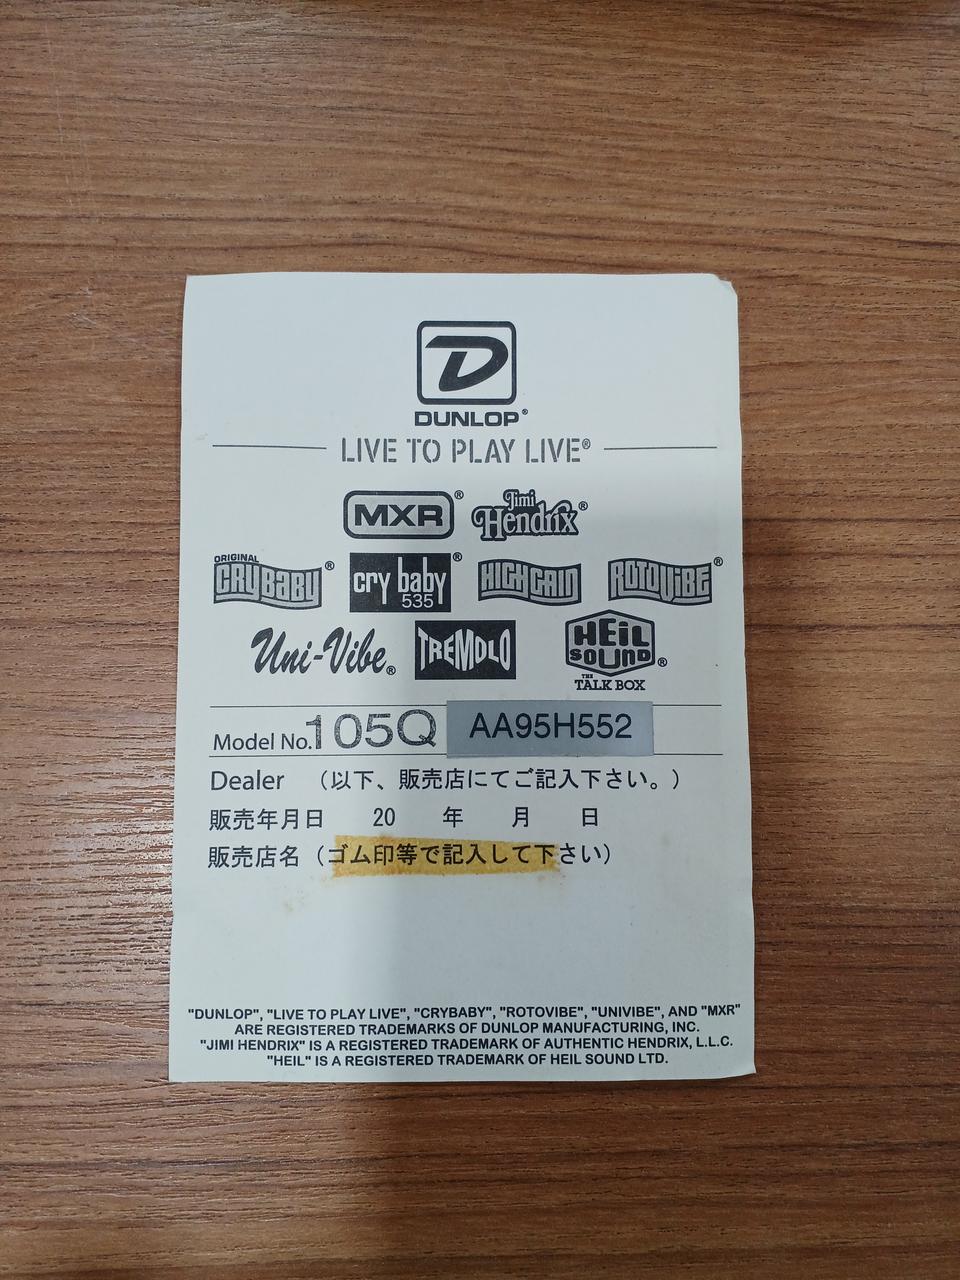 D
DUNLOP®
LIVE TO PLAY LIVE®
MXR® Jimi Hendrix®
ORIGINAL CRYBABY® cry baby 535® HIGH GAIN ROTOVIBE®
Uni-Vibe® TREMOLO HEiL SOUND® THE TALK BOX
Model No. 105Q AA95H552
Dealer （以下、販売店にてご記入下さい。）
販売年月日 20 年 月 日
販売店名（ゴム印等で記入して下さい）
"DUNLOP", "LIVE TO PLAY LIVE", "CRYBABY", "ROTOVIBE", "UNIVIBE", AND "MXR"
ARE REGISTERED TRADEMARKS OF DUNLOP MANUFACTURING, INC.
"JIMI HENDRIX" IS A REGISTERED TRADEMARK OF AUTHENTIC HENDRIX, L.L.C.
"HEIL" IS A REGISTERED TRADEMARK OF HEIL SOUND LTD.